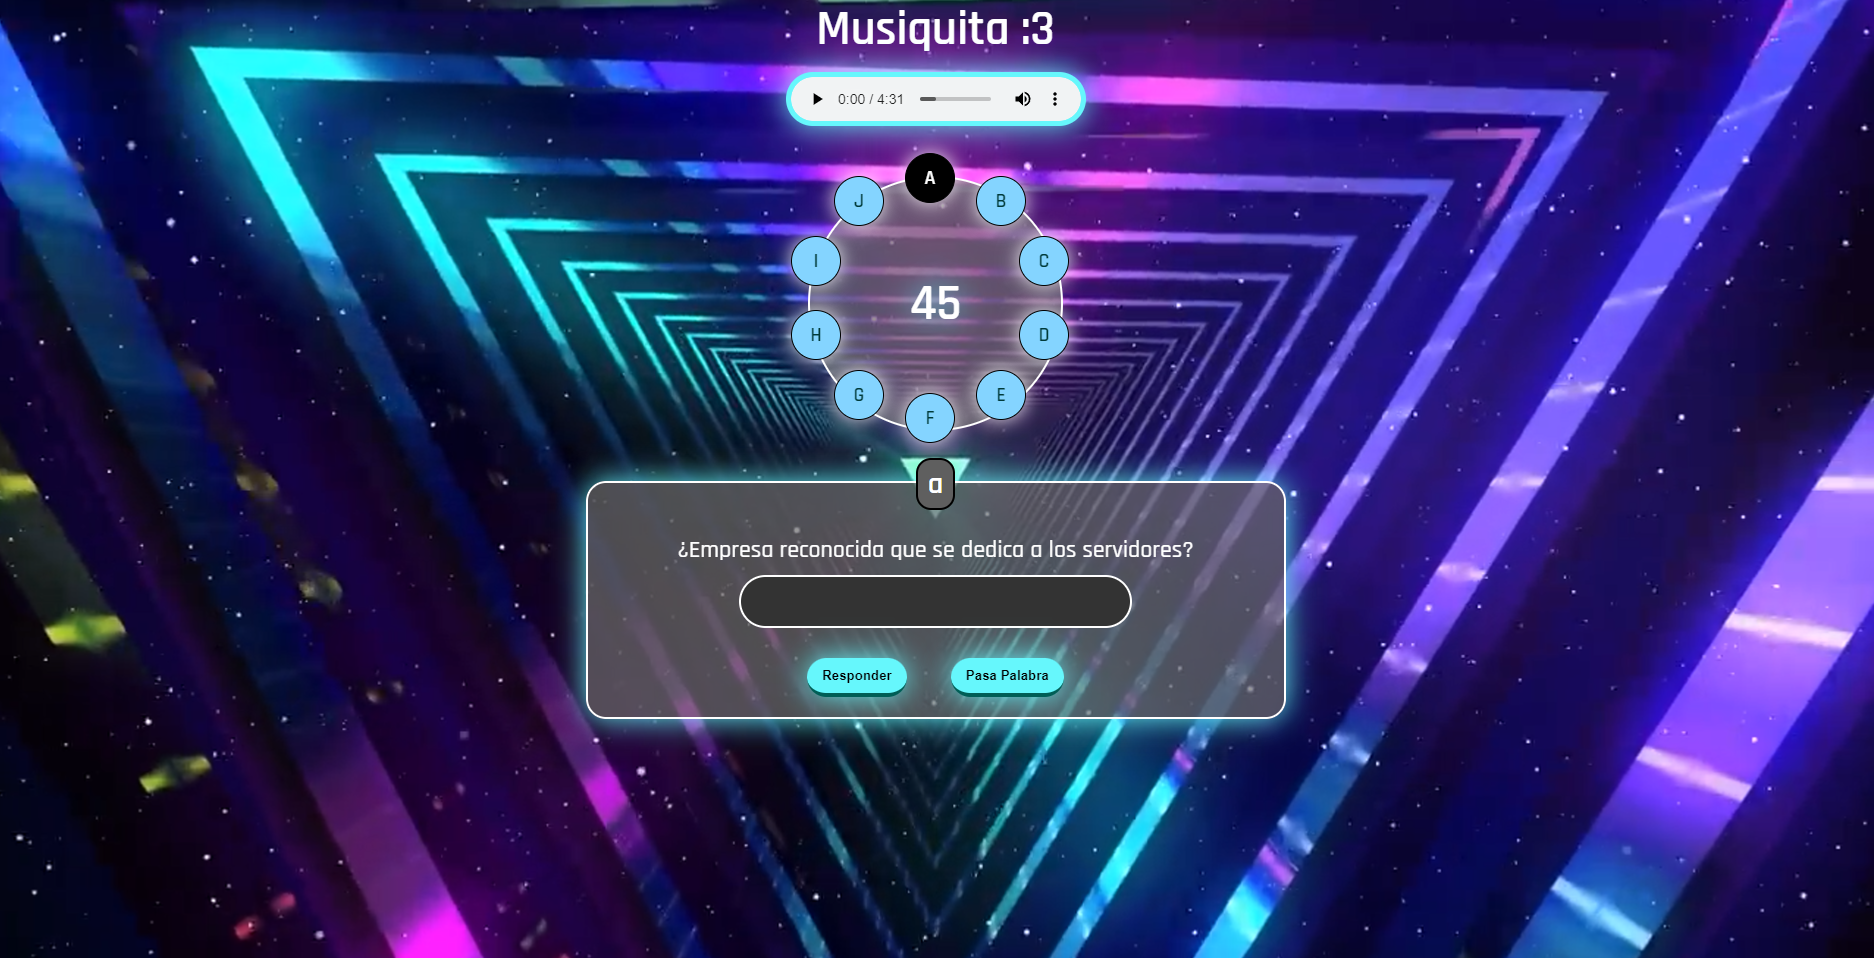 Musiquita :3
0:00 / 4:31
A
B
C
D
E
F
G
H
I
J
45
a
¿Empresa reconocida que se dedica a los servidores?
Responder
Pasa Palabra